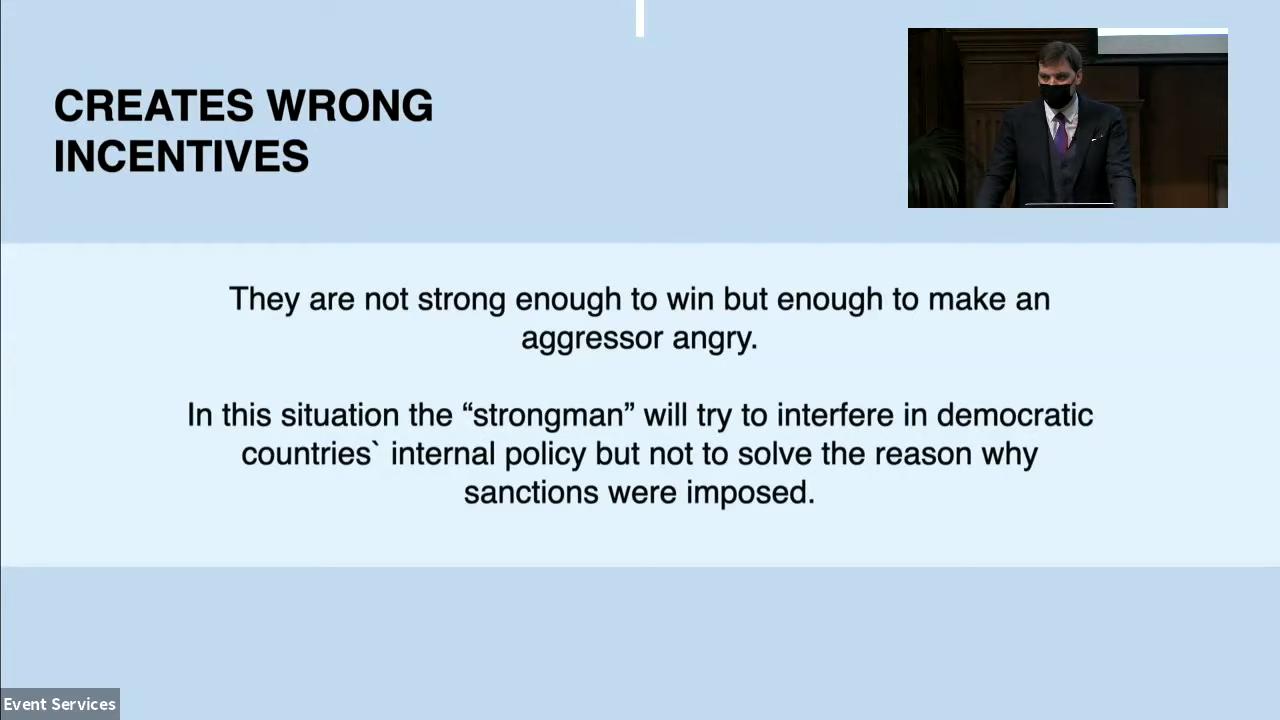 CREATES WRONG
INCENTIVES
They are not strong enough to win but enough to make an
aggressor angry.
In this situation the “strongman” will try to interfere in democratic
countries` internal policy but not to solve the reason why
sanctions were imposed.
Event Services